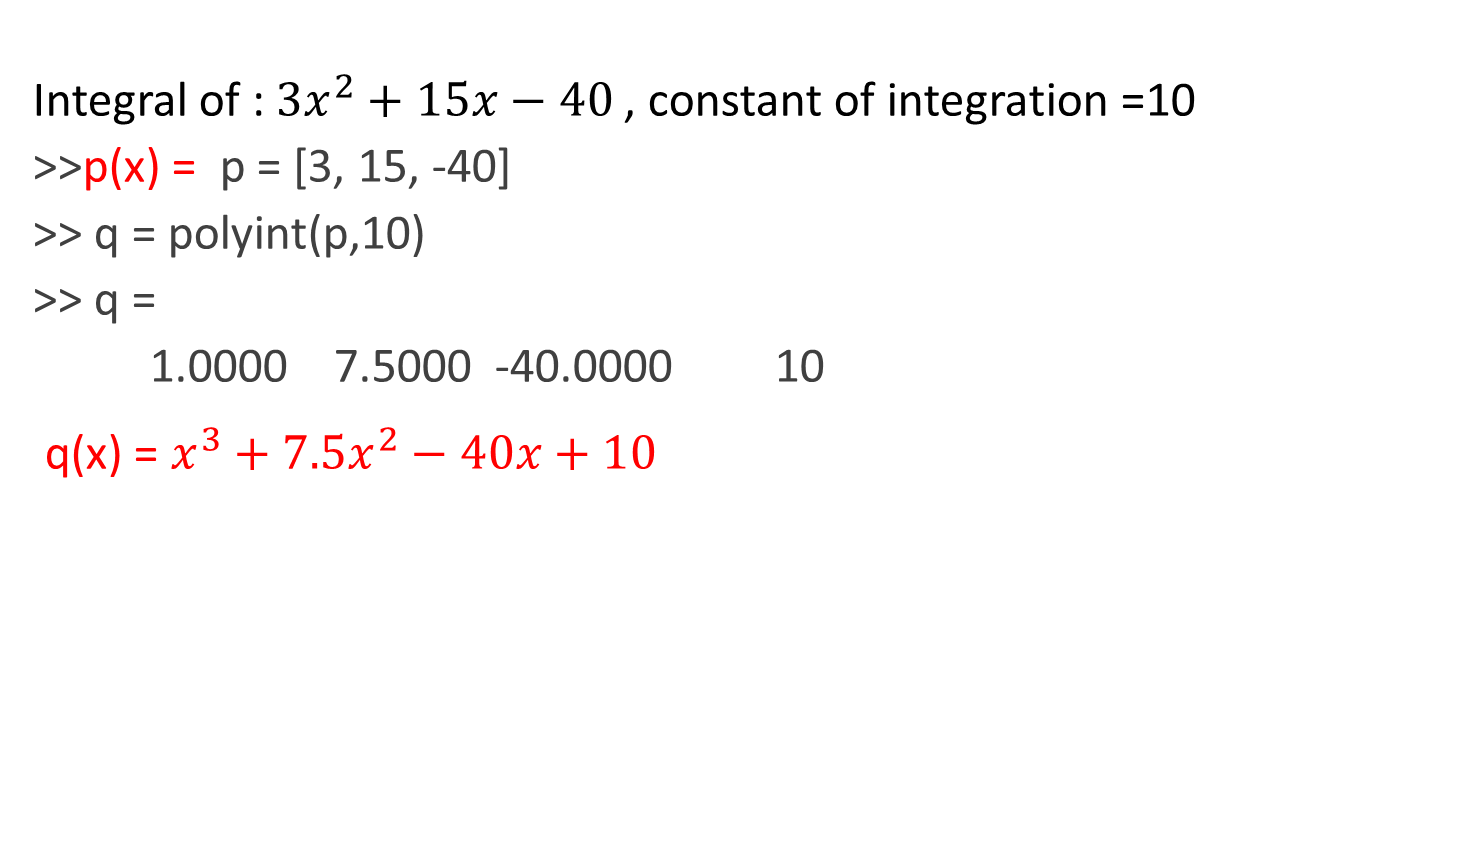 Integral of : 3x² + 15x − 40 , constant of integration =10
>>p(x) = p = [3, 15, -40]
>> q = polyint(p,10)
>> q =
1.0000 7.5000 -40.0000 10
q(x) = x³ + 7.5x² − 40x + 10